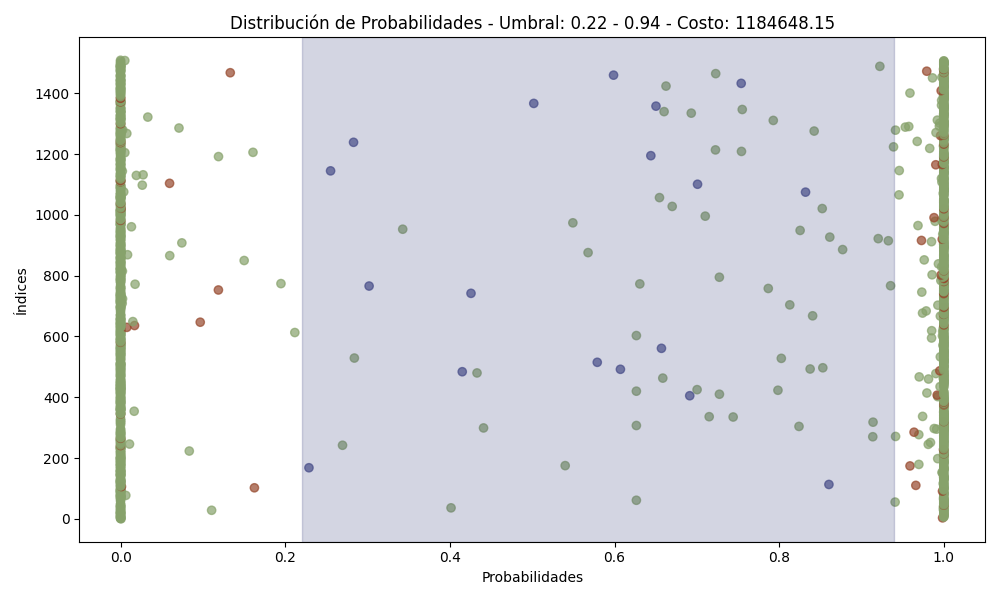 Distribución de Probabilidades - Umbral: 0.22 - 0.94 - Costo: 1184648.15
Índices
1400
1200
1000
800
600
400
200
0
0.0 0.2 0.4 0.6 0.8 1.0
Probabilidades